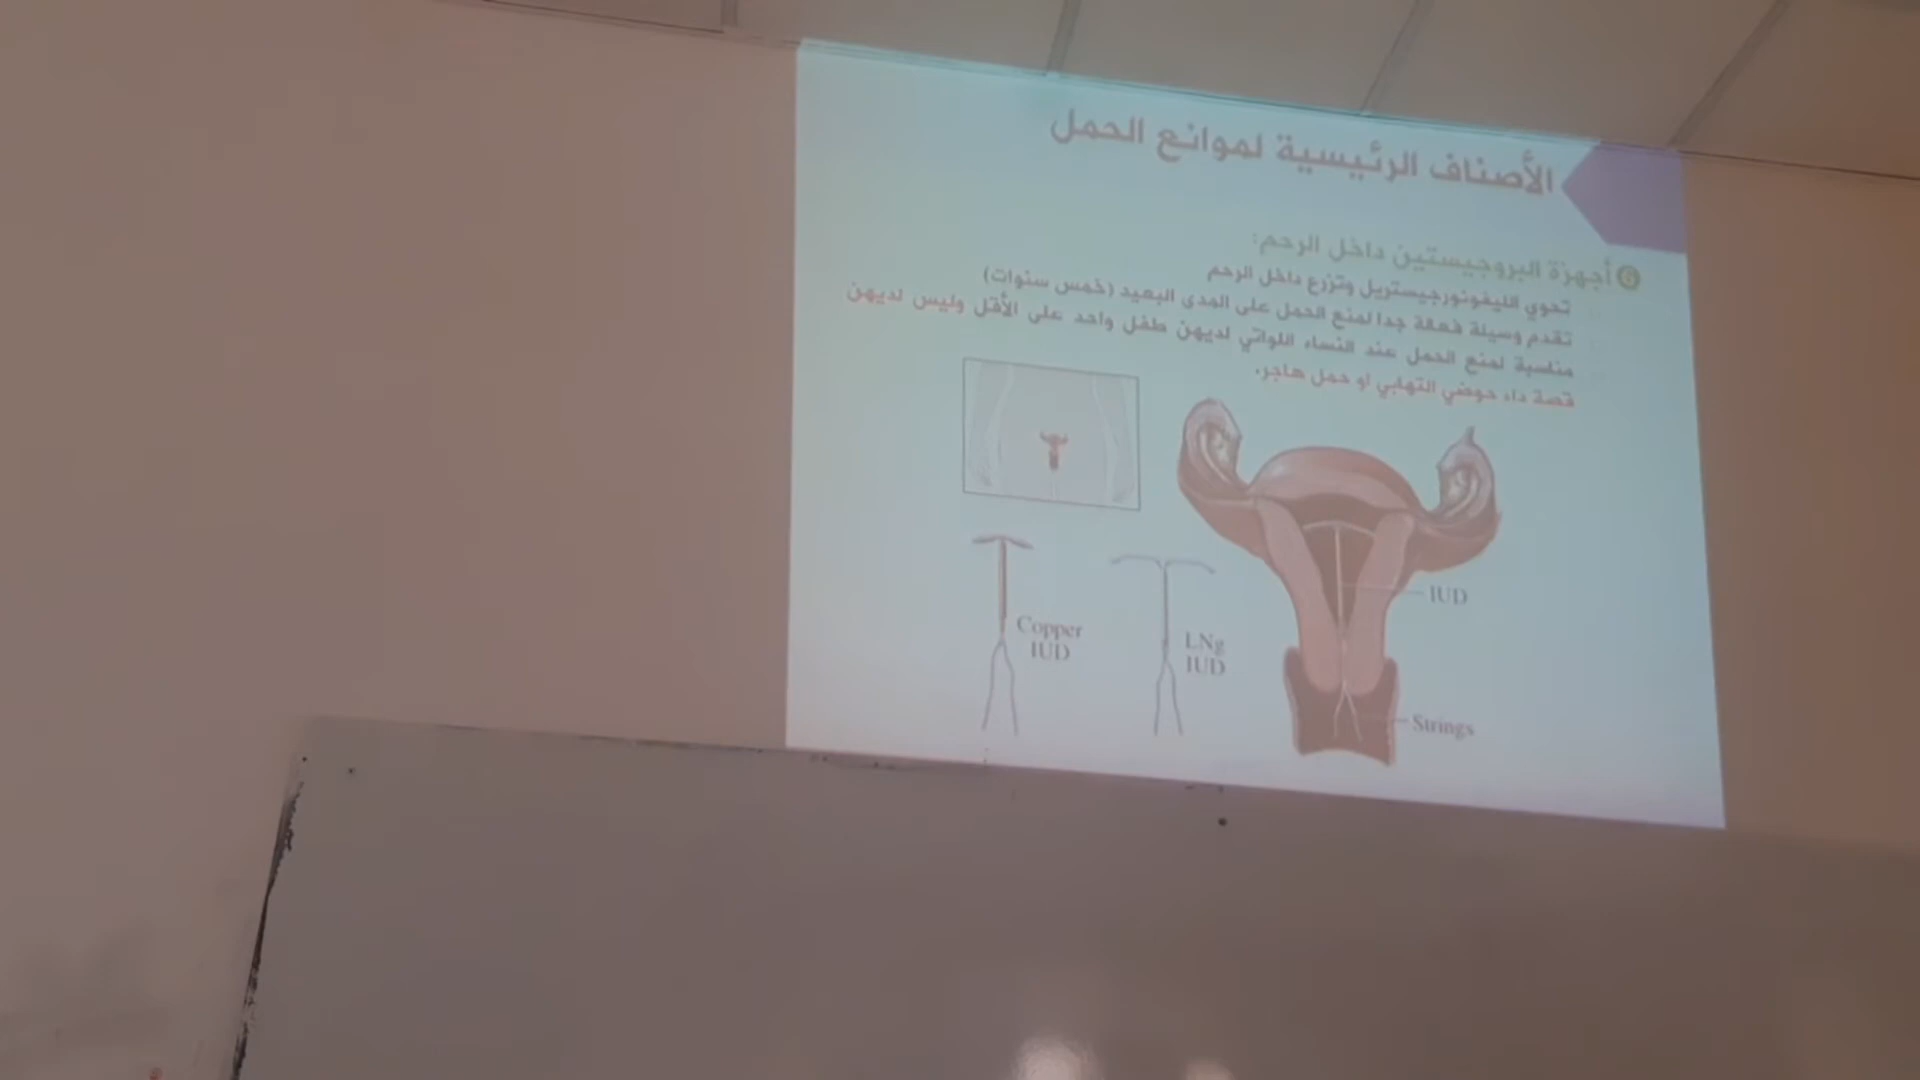 الأصناف الرئيسية لموانع الحمل
6 أجهزة البروجيستين داخل الرحم:
تحوي الليفونورجيستريل وتزرع داخل الرحم
تقدم وسيلة فعالة جدا لمنع الحمل على المدى البعيد (خمس سنوات)
مناسبة لمنع الحمل عند النساء اللواتي لديهن طفل واحد على الأقل وليس لديهن
قصة داء حوضي التهابي او حمل هاجر.
IUD
Copper
IUD
LNg
IUD
Strings